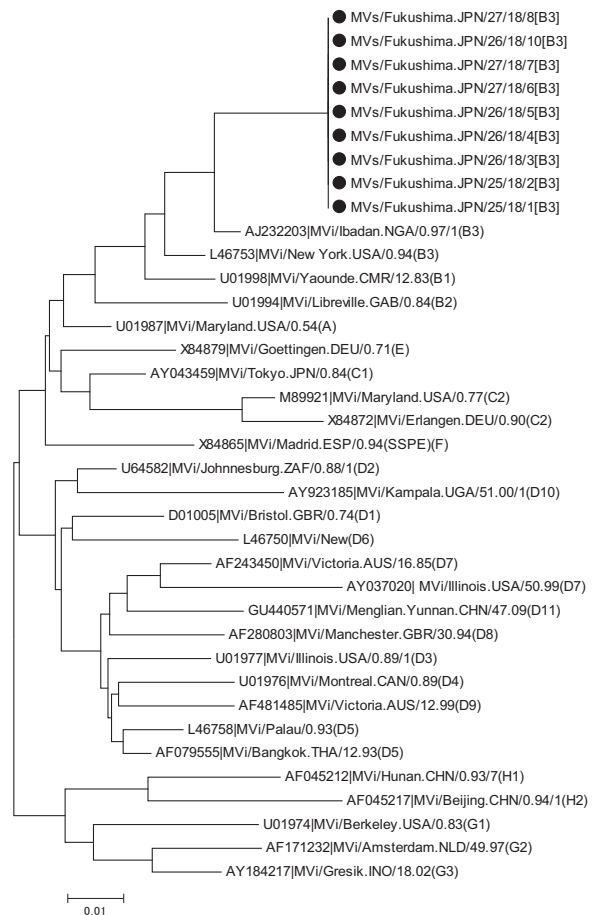 MVs/Fukushima.JPN/27/18/8[B3]
MVs/Fukushima.JPN/26/18/10[B3]
MVs/Fukushima.JPN/27/18/7[B3]
MVs/Fukushima.JPN/27/18/6[B3]
MVs/Fukushima.JPN/26/18/5[B3]
MVs/Fukushima.JPN/26/18/4[B3]
MVs/Fukushima.JPN/26/18/3[B3]
MVs/Fukushima.JPN/25/18/2[B3]
MVs/Fukushima.JPN/25/18/1[B3]
AJ232203|MVi/Ibadan.NGA/0.97/1(B3)
L46753|MVi/New York.USA/0.94(B3)
U01998|MVi/Yaounde.CMR/12.83(B1)
U01994|MVi/Libreville.GAB/0.84(B2)
U01987|MVi/Maryland.USA/0.54(A)
X84879|MVi/Goettingen.DEU/0.71(E)
AY043459|MVi/Tokyo.JPN/0.84(C1)
M89921|MVi/Maryland.USA/0.77(C2)
X84872|MVi/Erlangen.DEU/0.90(C2)
X84865|MVi/Madrid.ESP/0.94(SSPE)(F)
U64582|MVi/Johnnesburg.ZAF/0.88/1(D2)
AY923185|MVi/Kampala.UGA/51.00/1(D10)
D01005|MVi/Bristol.GBR/0.74(D1)
L46750|MVi/New(D6)
AF243450|MVi/Victoria.AUS/16.85(D7)
AY037020| MVi/Illinois.USA/50.99(D7)
GU440571|MVi/Menglian.Yunnan.CHN/47.09(D11)
AF280803|MVi/Manchester.GBR/30.94(D8)
U01977|MVi/Illinois.USA/0.89/1(D3)
U01976|MVi/Montreal.CAN/0.89(D4)
AF481485|MVi/Victoria.AUS/12.99(D9)
L46758|MVi/Palau/0.93(D5)
AF079555|MVi/Bangkok.THA/12.93(D5)
AF045212|MVi/Hunan.CHN/0.93/7(H1)
AF045217|MVi/Beijing.CHN/0.94/1(H2)
U01974|MVi/Berkeley.USA/0.83(G1)
AF171232|MVi/Amsterdam.NLD/49.97(G2)
AY184217|MVi/Gresik.INO/18.02(G3)
0.01